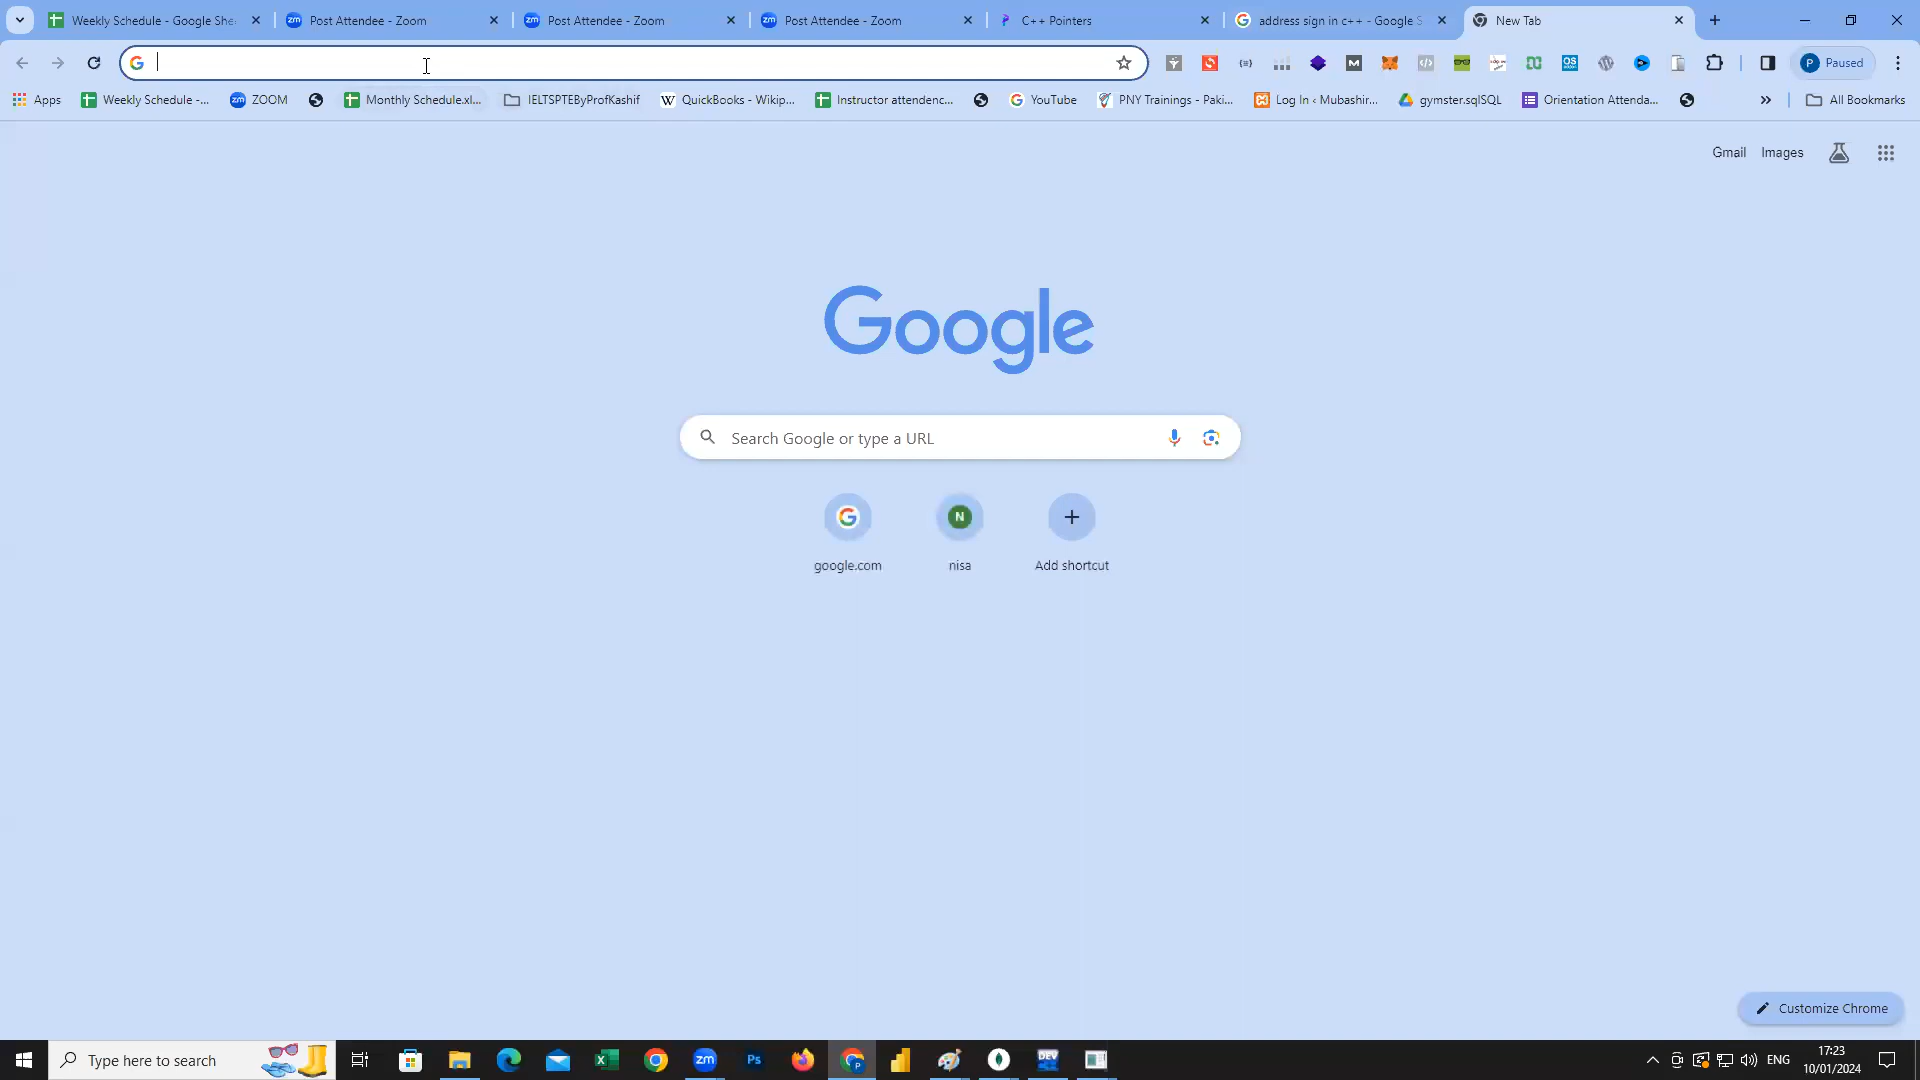 Weekly Schedule - Google She
Post Attendee - Zoom
Post Attendee - Zoom
Post Attendee - Zoom
C++ Pointers
address sign in c++ - Google S
New Tab
Paused
Apps
Weekly Schedule -...
ZOOM
Monthly Schedule.xl...
IELTSPTEByProfKashif
QuickBooks - Wikip...
Instructor attendenc...
YouTube
PNY Trainings - Paki...
Log In ‹ Mubashir...
gymster.sqlSQL
Orientation Attenda...
All Bookmarks
Gmail
Images
Google
Search Google or type a URL
N
google.com
nisa
Add shortcut
Customize Chrome
Type here to search
zm
Ps
DEV
ENG
17:23
10/01/2024